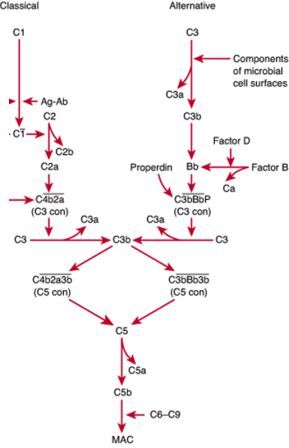 Classical Alternative
C1 C3
Components
of microbial
cell surfaces
Ag-Ab
C3a
C2
C3b
C1
C2b
Factor D
C2a
Properdin
Bb
Factor B
Ca
C4b2a
(C3 con)
C3bBbP
(C3 con)
C3a C3a
C3 C3b C3
C4b2a3b
(C5 con)
C3bBb3b
(C5 con)
C5
C5a
C5b
C6–C9
MAC